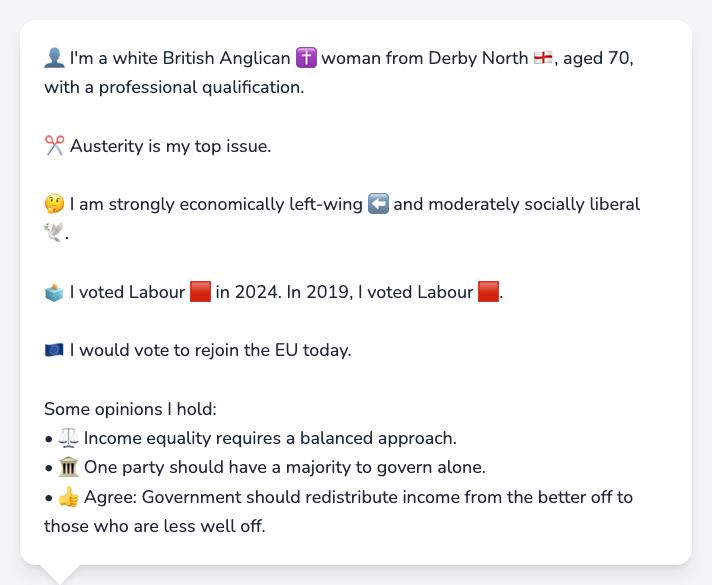 👤 I'm a white British Anglican ✝️ woman from Derby North 🏴󠁧󠁢󠁥󠁮󠁧󠁿, aged 70,
with a professional qualification.
✂️ Austerity is my top issue.
🤔 I am strongly economically left-wing ⬅️ and moderately socially liberal
🕊️.
🗳️ I voted Labour 🟥 in 2024. In 2019, I voted Labour 🟥.
🇪🇺 I would vote to rejoin the EU today.
Some opinions I hold:
• ⚖️ Income equality requires a balanced approach.
• 🏛️ One party should have a majority to govern alone.
• 👍 Agree: Government should redistribute income from the better off to
those who are less well off.